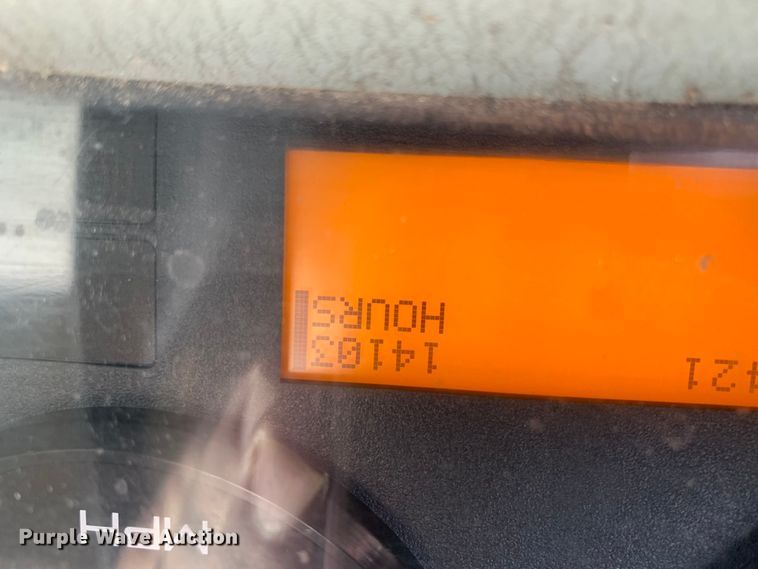 421 14103
HOURS
MPH
Purple Wave Auction